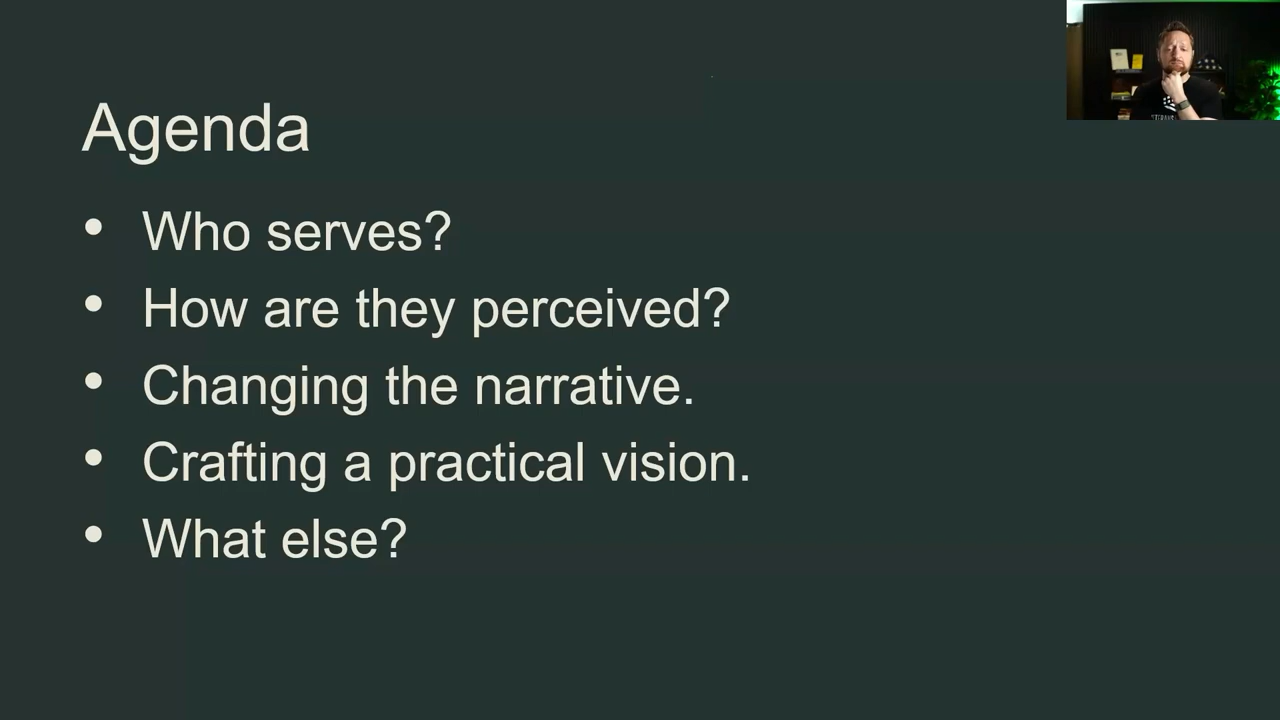 Agenda
• Who serves?
• How are they perceived?
• Changing the narrative.
• Crafting a practical vision.
• What else?